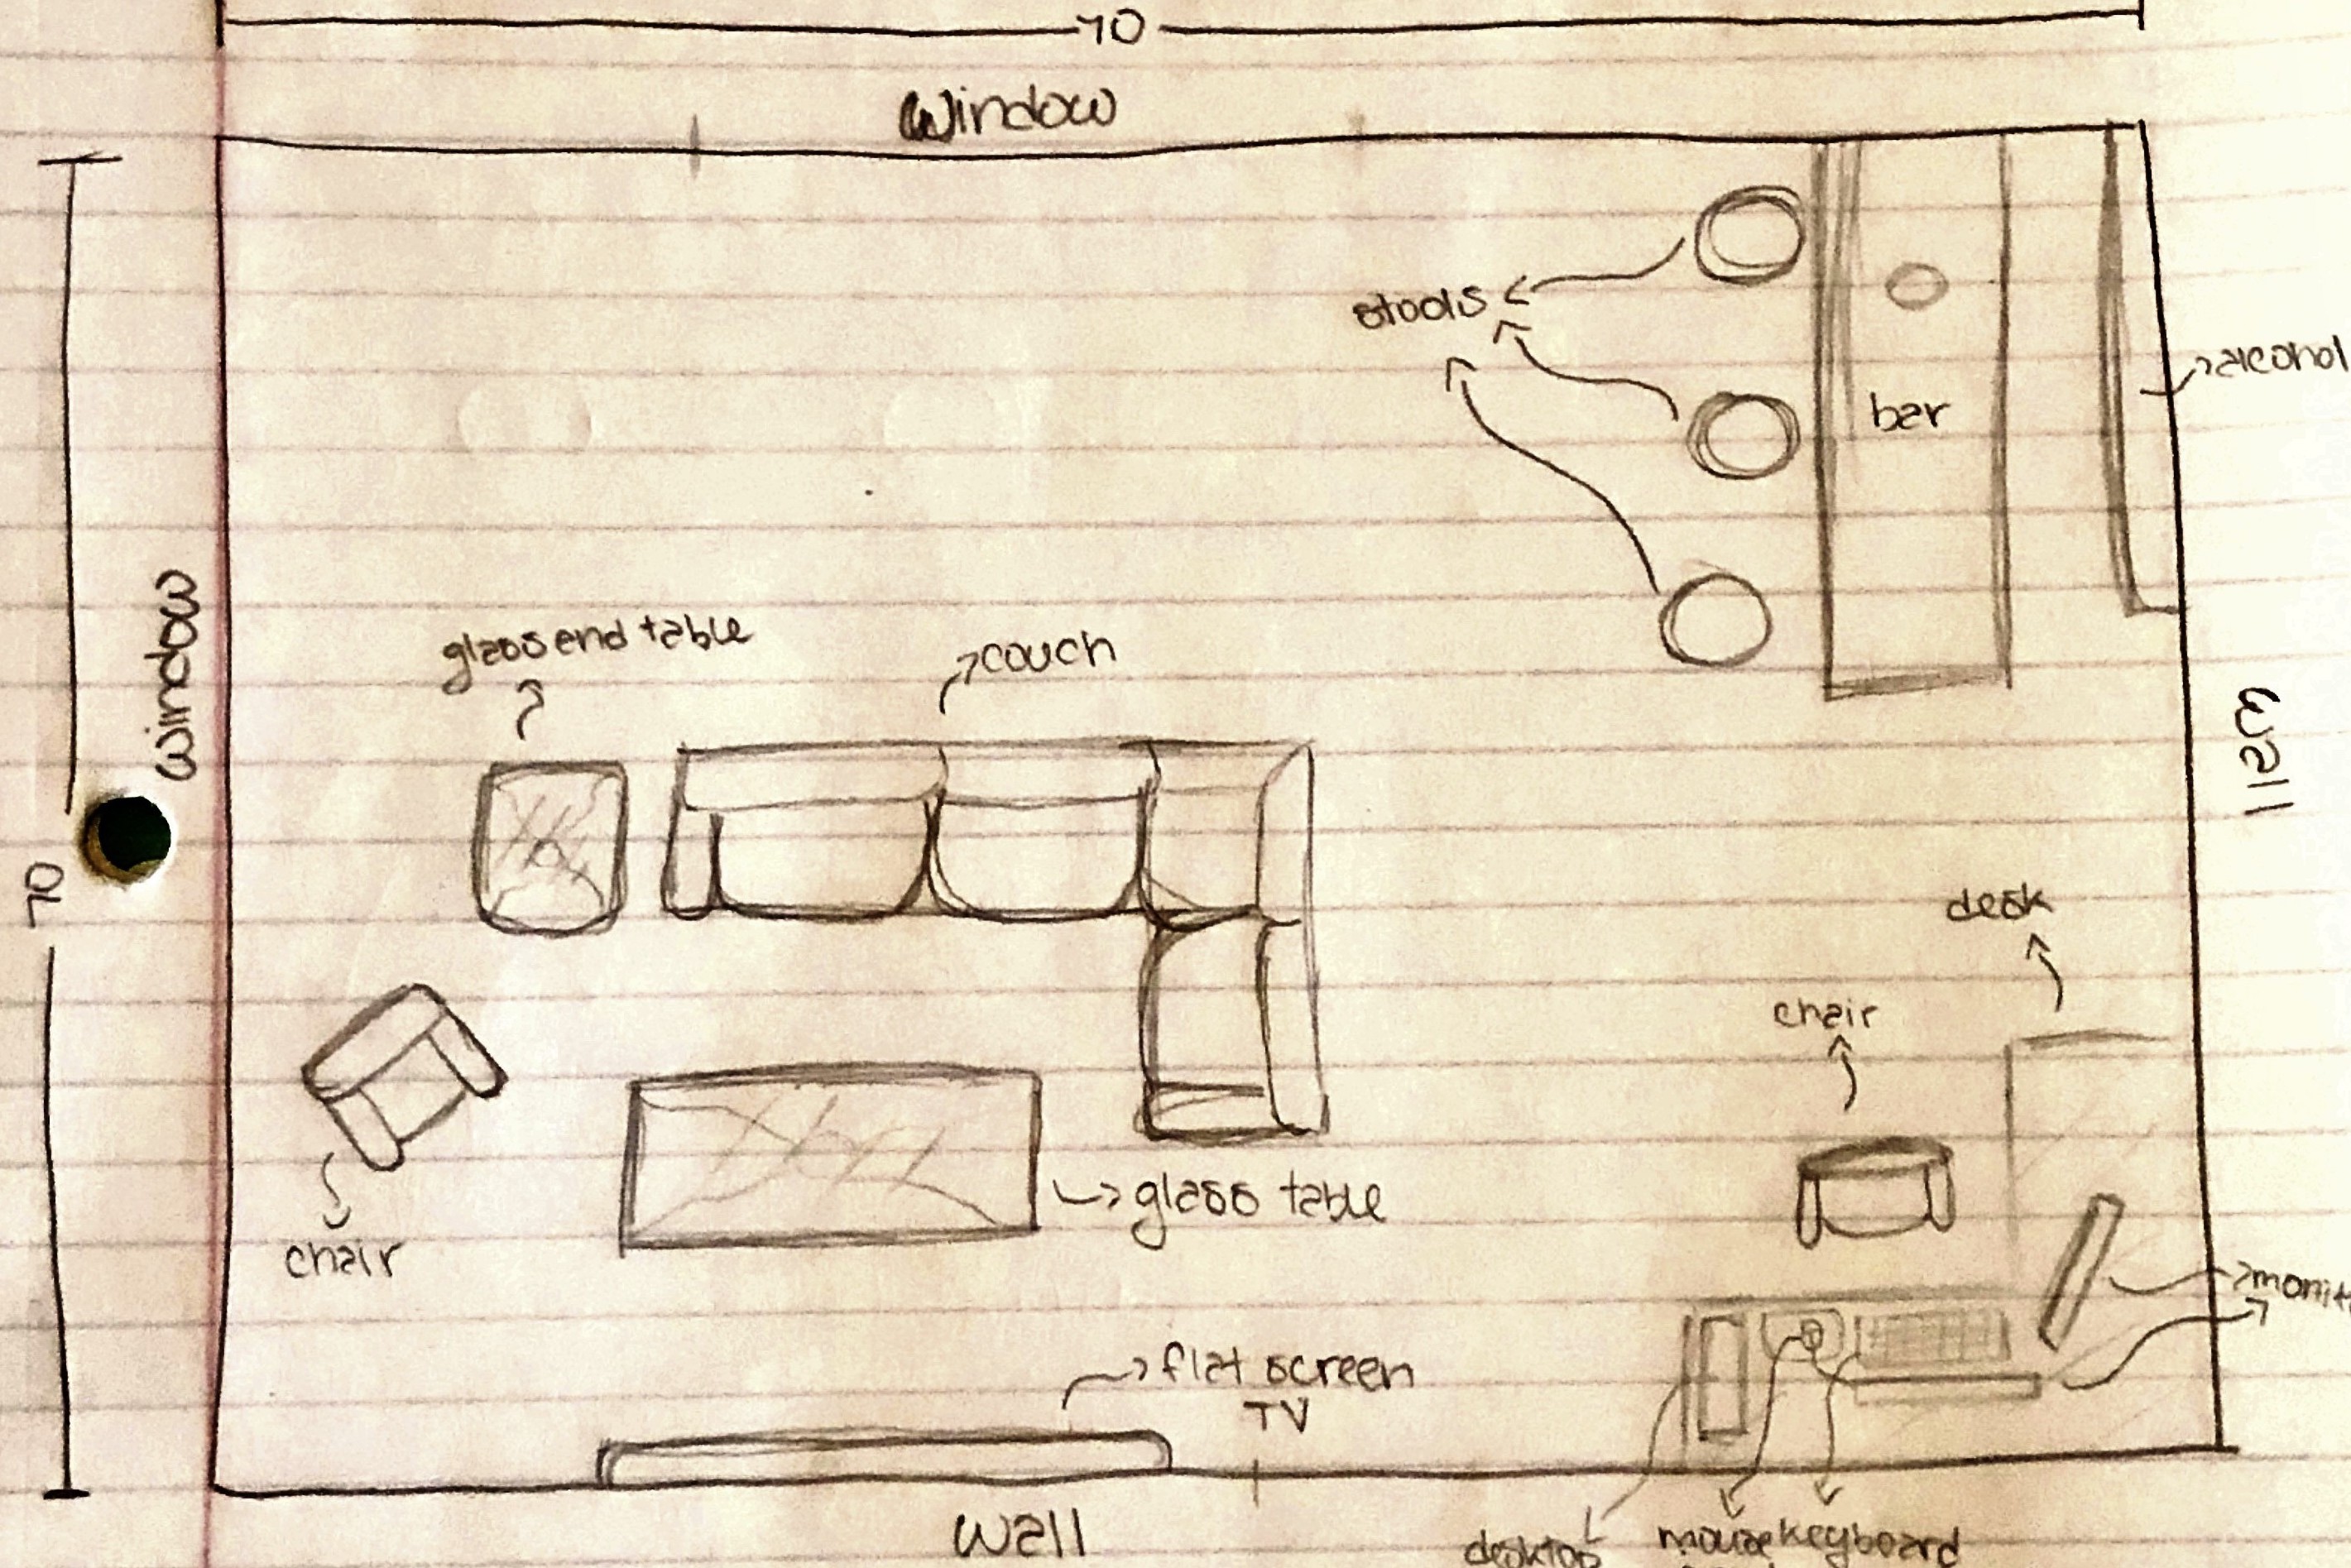 70
window
stools
alcohol
bar
window
glass end table
couch
wall
70
desk
chair
glass table
chair
monit
flat screen
TV
wall
desktop
mouse
keyboard